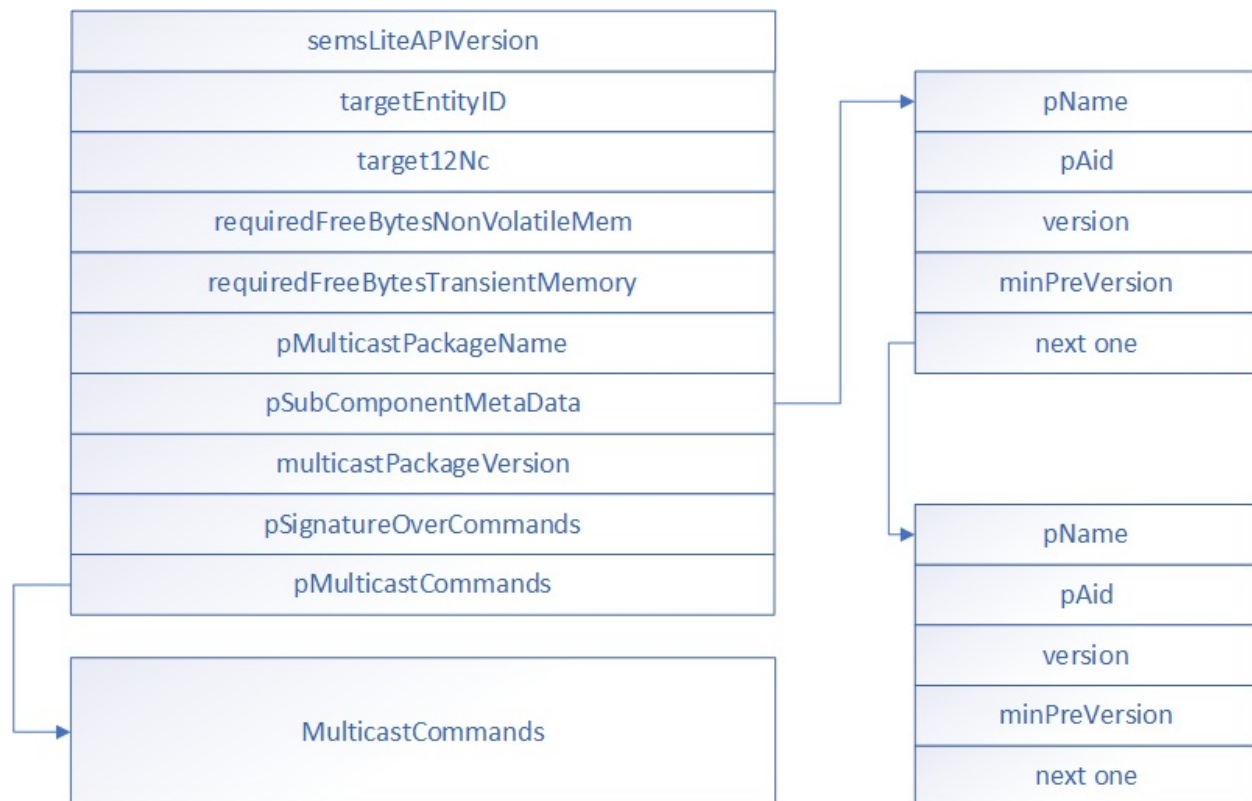 semsLiteAPIVersion
targetEntityID
target12Nc
requiredFreeBytesNonVolatileMem
requiredFreeBytesTransientMemory
pMulticastPackageName
pSubComponentMetaData
multicastPackageVersion
pSignatureOverCommands
pMulticastCommands
MulticastCommands
pName
pAid
version
minPreVersion
next one
pName
pAid
version
minPreVersion
next one